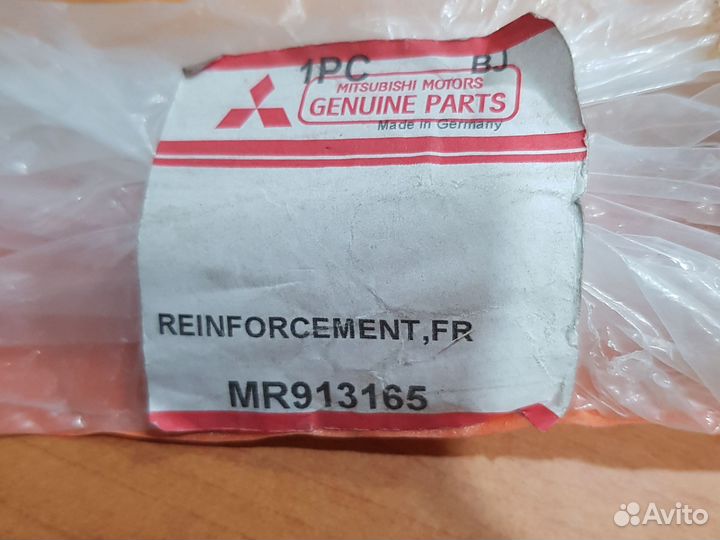 1PC BJ
MITSUBISHI MOTORS
GENUINE PARTS
Made in Germany
REINFORCEMENT,FR
MR913165
Avito